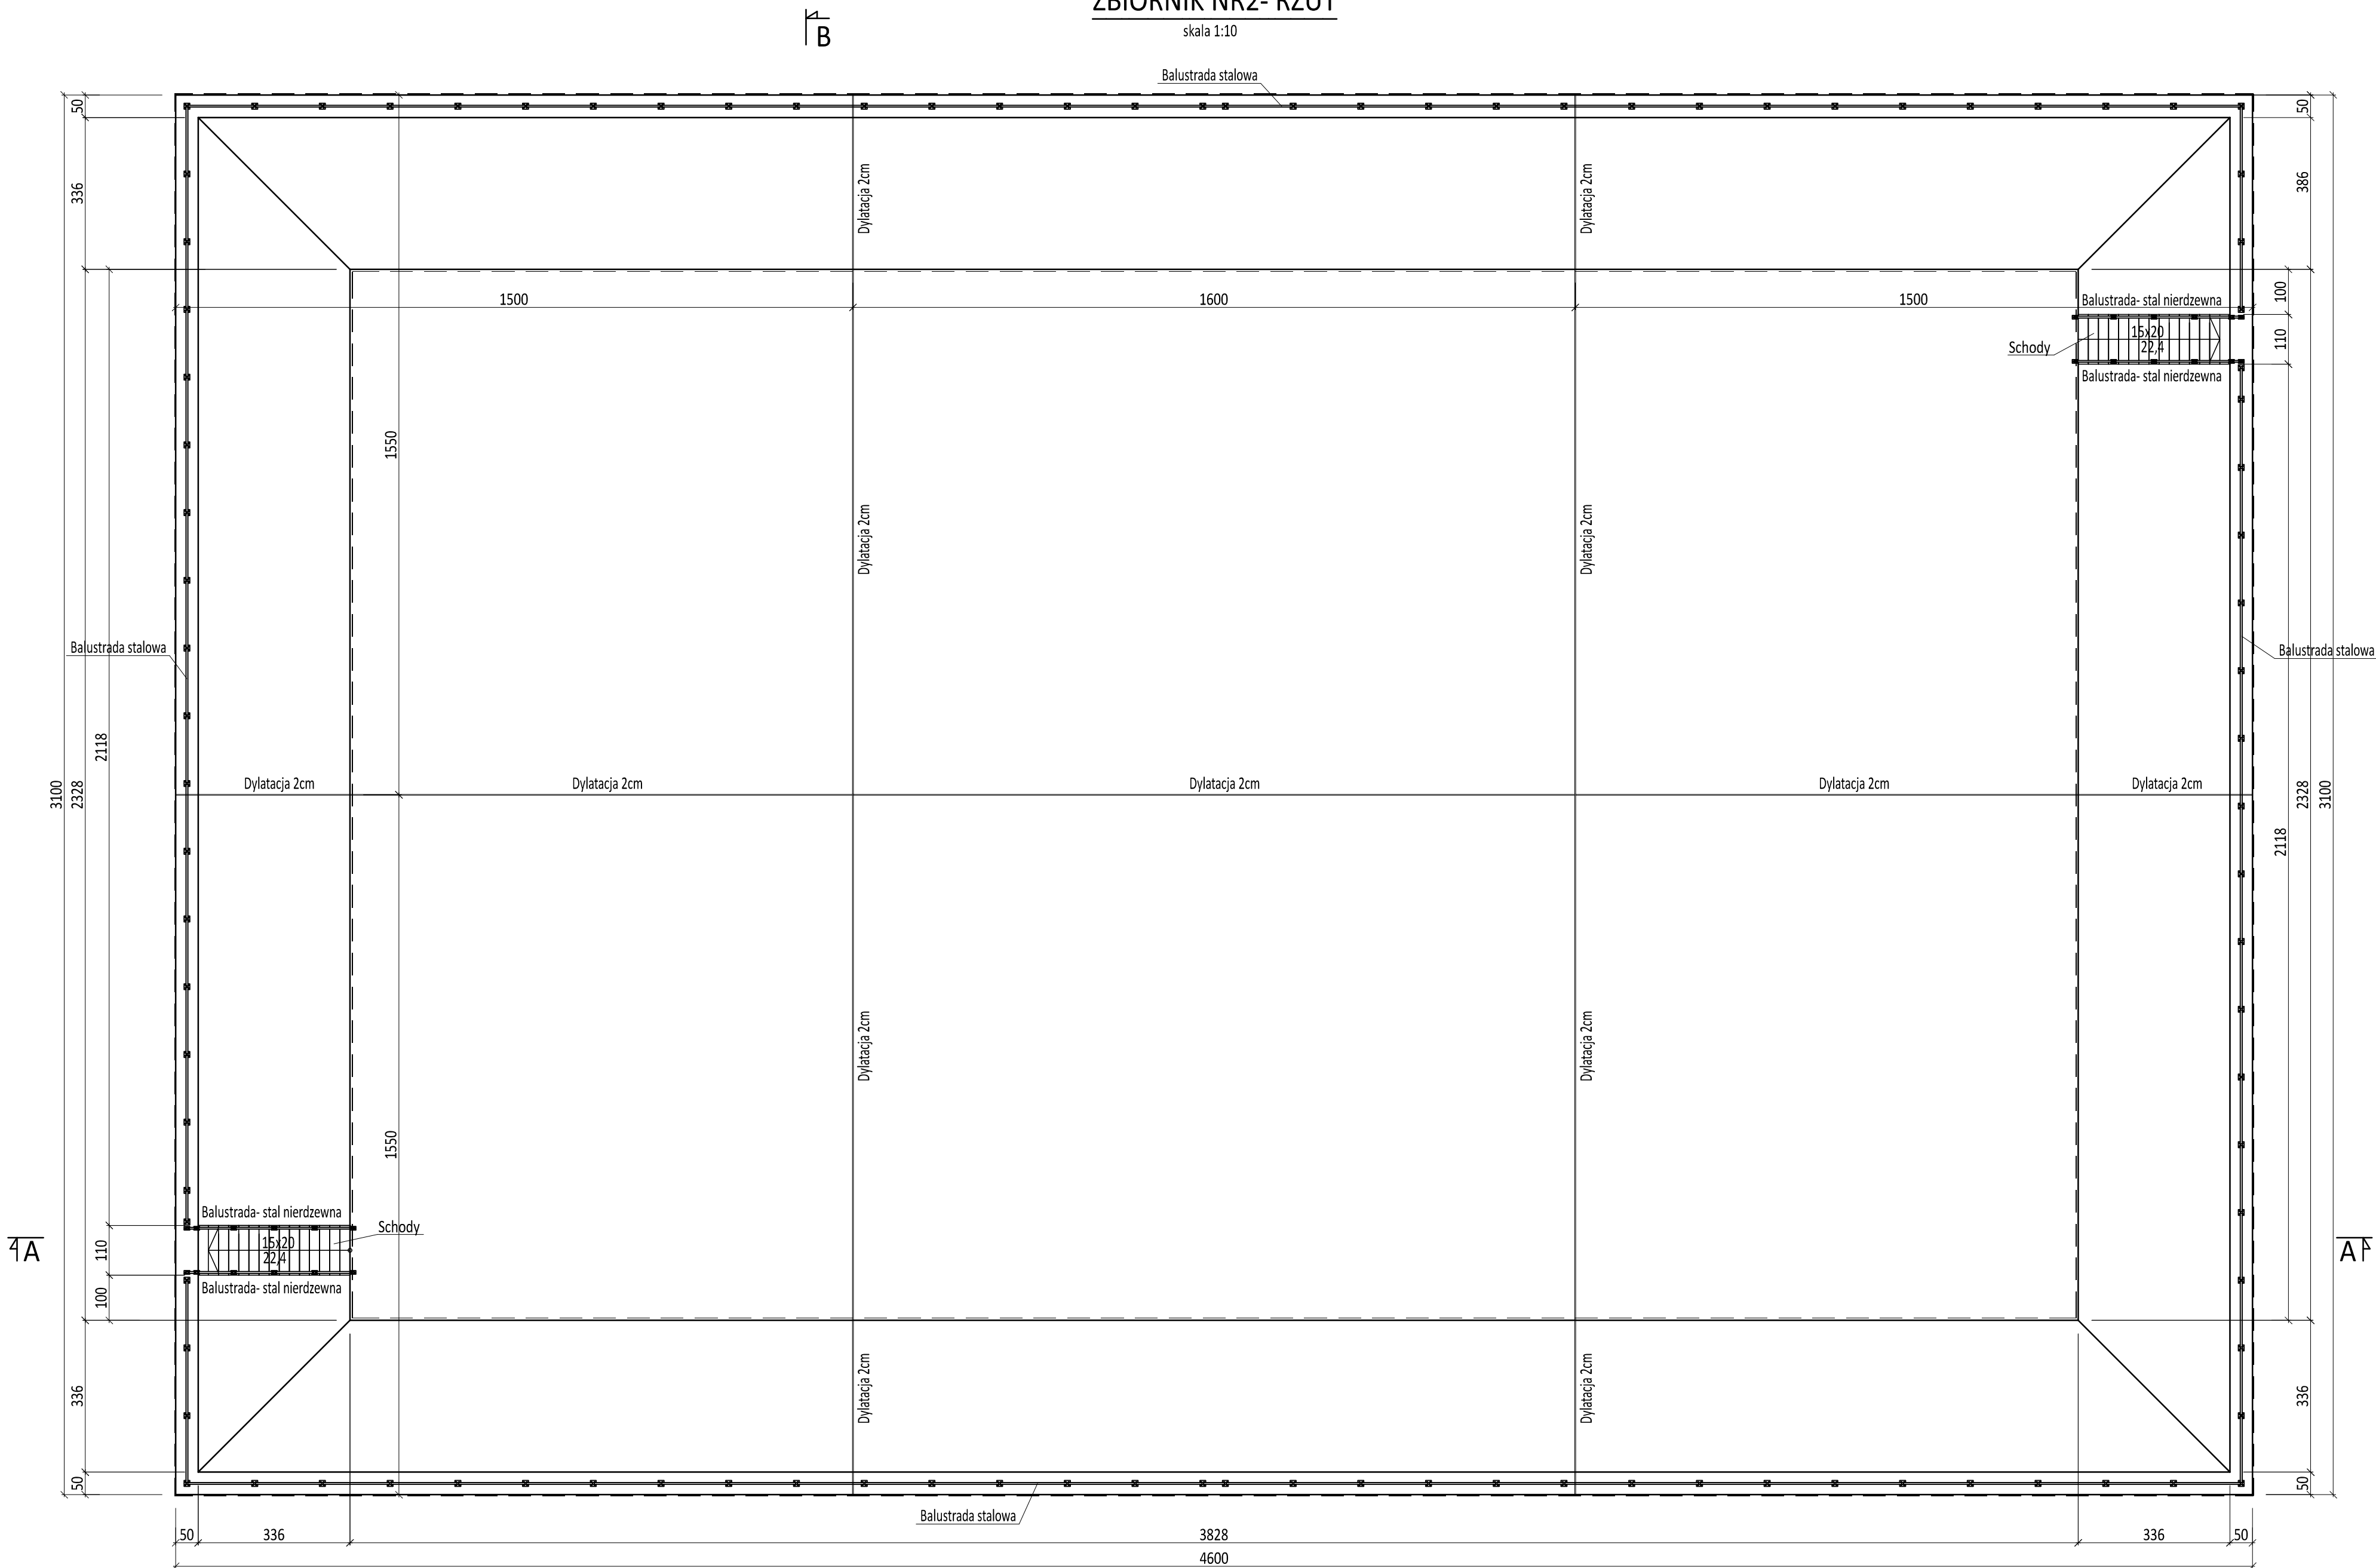 ZBIORNIK NR2- RZUT
skala 1:10
B
Balustrada stalowa
50
50
336
386
Dylatacja 2cm
Dylatacja 2cm
1500
1600
1500
100
Balustrada- stal nierdzewna
15x20
22,4
Schody
110
Balustrada- stal nierdzewna
1550
Dylatacja 2cm
Dylatacja 2cm
Balustrada stalowa
Balustrada stalowa
2118
3100
2328
Dylatacja 2cm
Dylatacja 2cm
Dylatacja 2cm
Dylatacja 2cm
Dylatacja 2cm
2328
3100
2118
Dylatacja 2cm
Dylatacja 2cm
1550
Balustrada- stal nierdzewna
Schody
15x20
22,4
110
A
A
Balustrada- stal nierdzewna
100
336
Dylatacja 2cm
Dylatacja 2cm
336
50
50
Balustrada stalowa
50
336
3828
336
50
4600